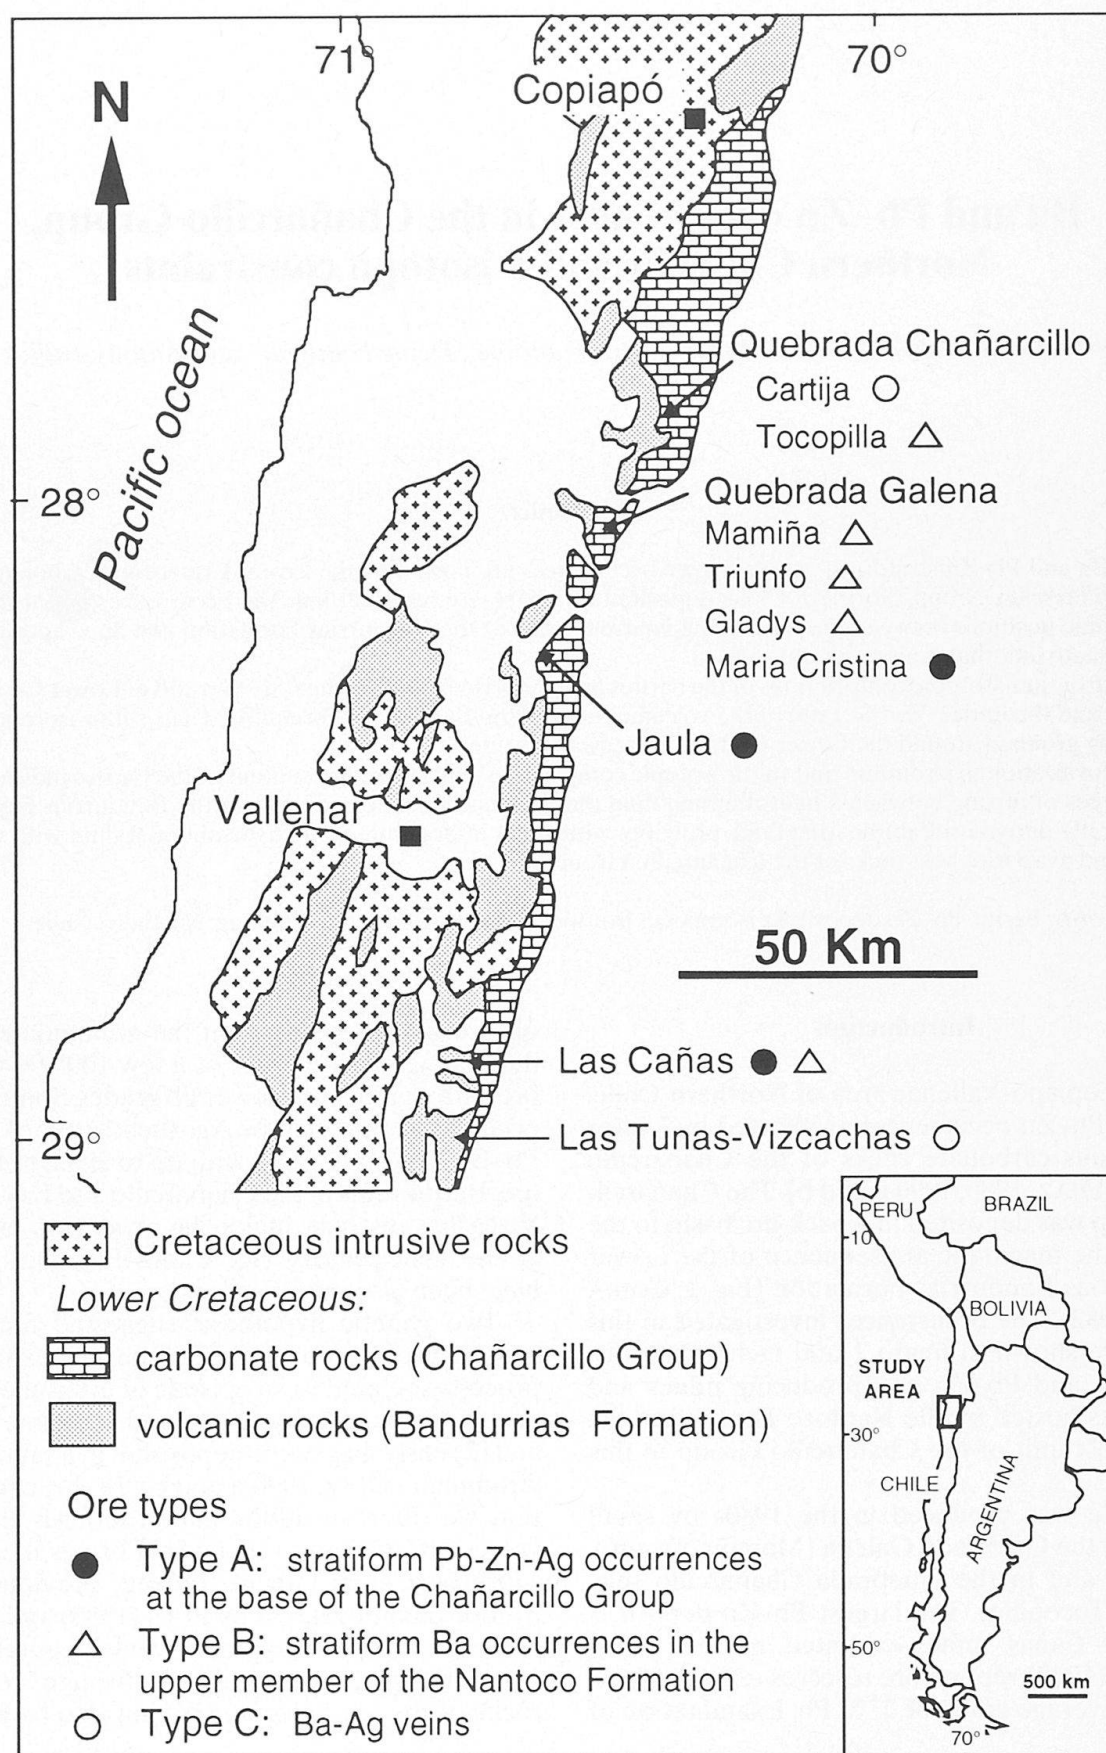 71°
70°
N
Copiapó
Pacific ocean
Quebrada Chañarcillo
Cartija
Tocopilla
28°
Quebrada Galena
Mamiña
Triunfo
Gladys
Maria Cristina
Jaula
Vallenar
50 Km
Las Cañas
29°
Las Tunas-Vizcachas
Cretaceous intrusive rocks
Lower Cretaceous:
carbonate rocks (Chañarcillo Group)
volcanic rocks (Bandurrias Formation)
Ore types
Type A: stratiform Pb-Zn-Ag occurrences
at the base of the Chañarcillo Group
Type B: stratiform Ba occurrences in the
upper member of the Nantoco Formation
Type C: Ba-Ag veins
PERU
BRAZIL
10°
BOLIVIA
STUDY
AREA
30°
CHILE
ARGENTINA
50°
500 km
70°